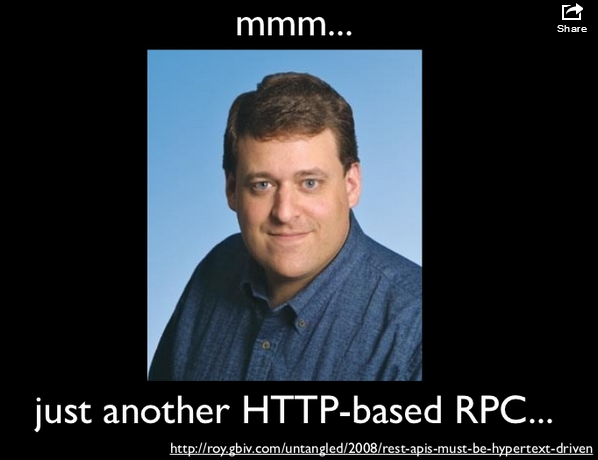 mmm...
Share
just another HTTP-based RPC...
http://roy.gbiv.com/untangled/2008/rest-apis-must-be-hypertext-driven